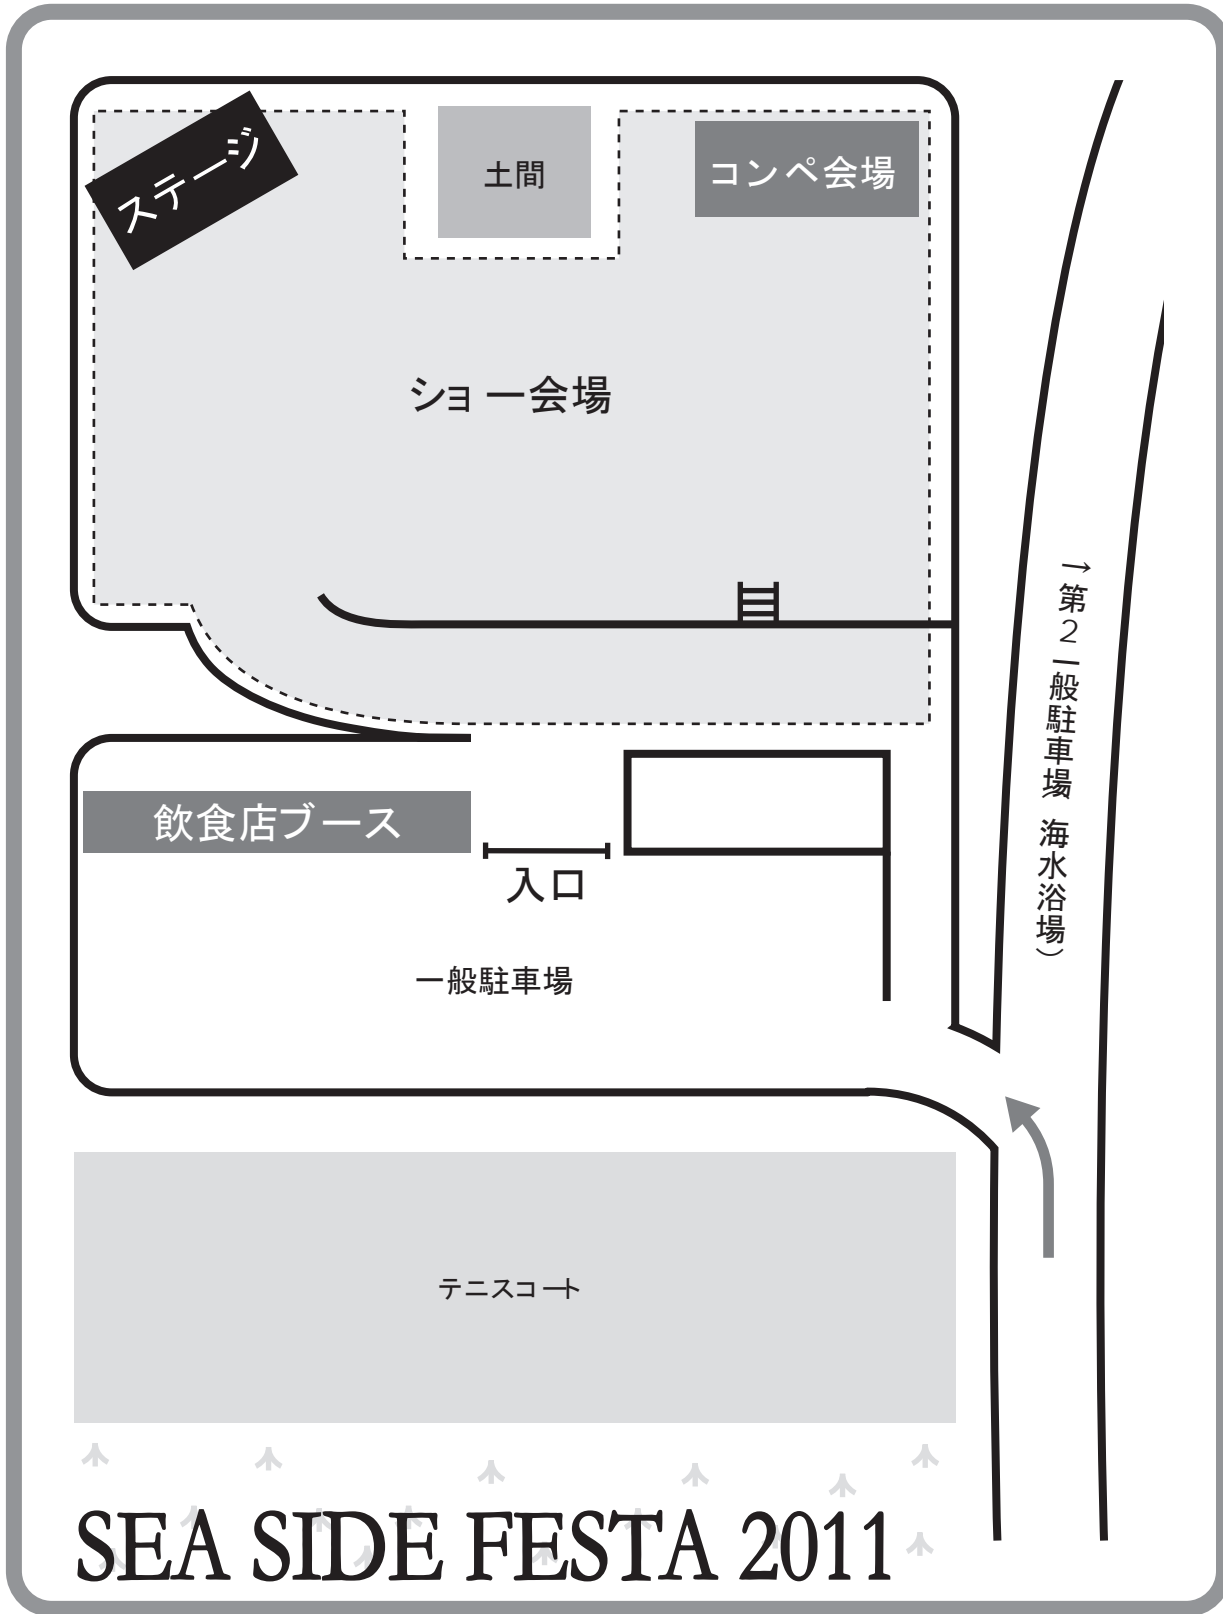 ステージ
土間
コンペ会場
ショー会場
→第２一般駐車場（海水浴場）
飲食店ブース
入口
一般駐車場
テニスコート
SEA SIDE FESTA 2011